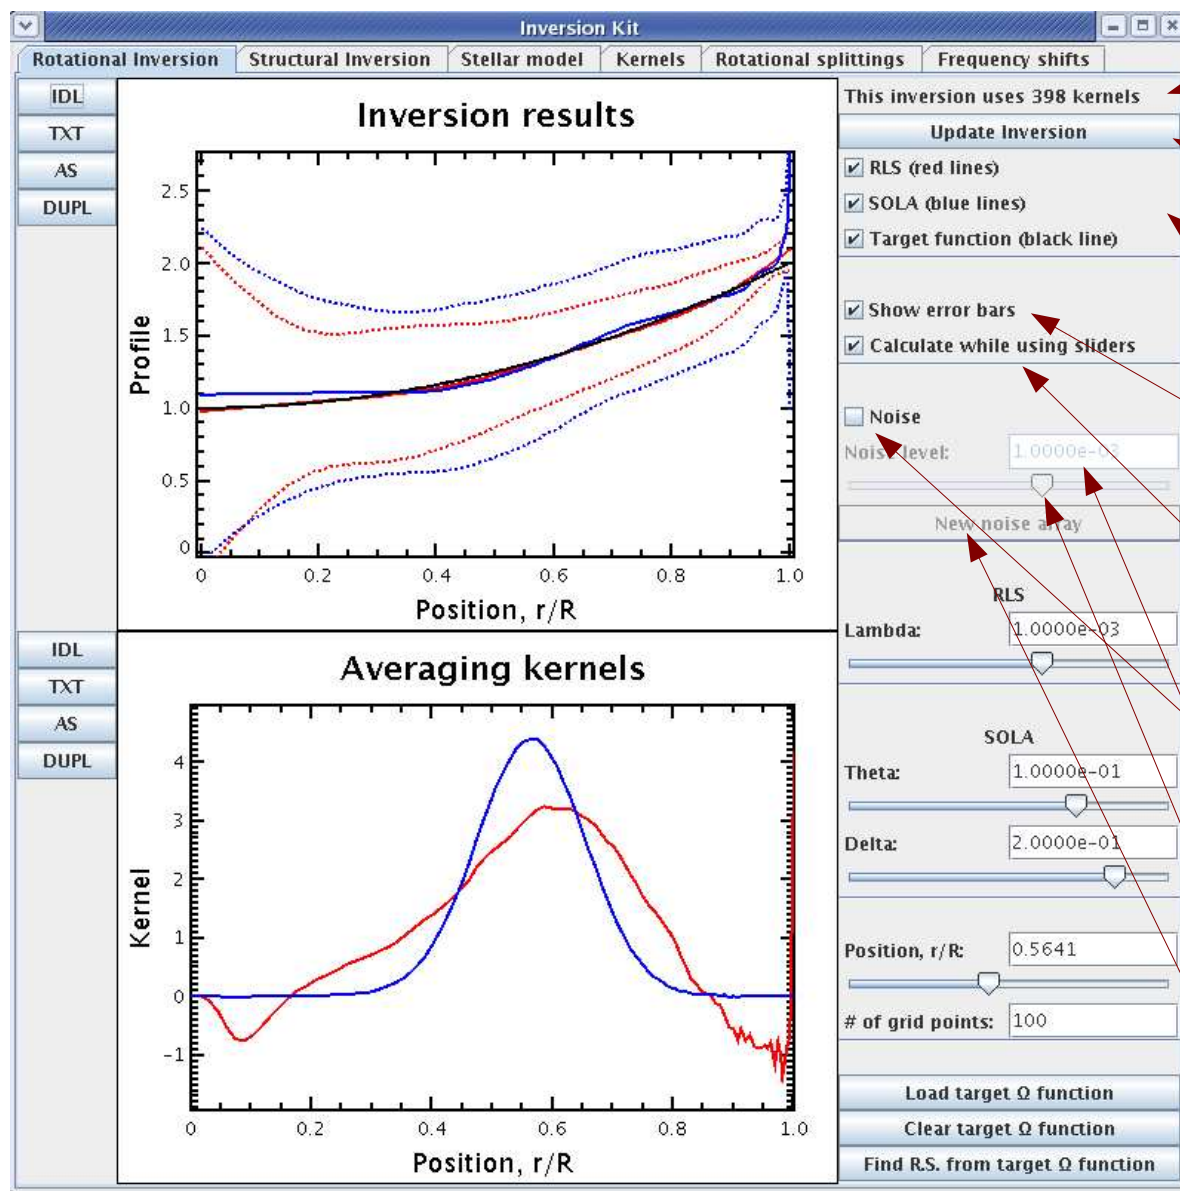 Inversion Kit
Rotational Inversion Structural Inversion Stellar model Kernels Rotational splittings Frequency shifts
IDL
TXT
AS
DUPL
Inversion results
2.5
2.0
1.5
1.0
0.5
0
Profile
0 0.2 0.4 0.6 0.8 1.0
Position, r/R
IDL
TXT
AS
DUPL
Averaging kernels
4
3
2
1
0
-1
Kernel
0 0.2 0.4 0.6 0.8 1.0
Position, r/R
This inversion uses 398 kernels
Update Inversion
RLS (red lines)
SOLA (blue lines)
Target function (black line)
Show error bars
Calculate while using sliders
Noise
Noise level: 1.0000e-03
New noise array
RLS
Lambda: 1.0000e-03
SOLA
Theta: 1.0000e-01
Delta: 2.0000e-01
Position, r/R: 0.5641
# of grid points: 100
Load target Ω function
Clear target Ω function
Find R.S. from target Ω function